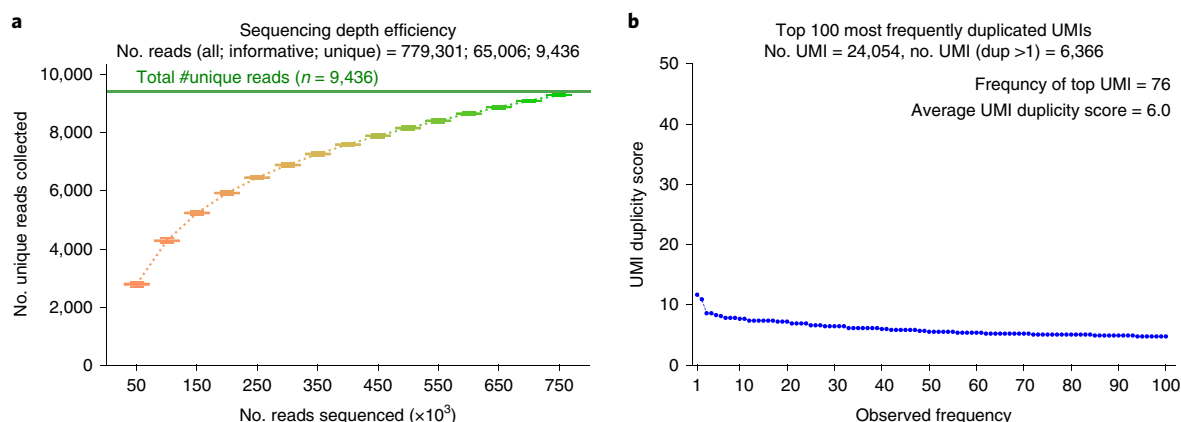 a
Sequencing depth efficiency
No. reads (all; informative; unique) = 779,301; 65,006; 9,436
Total #unique reads (n = 9,436)
10,000
8,000
6,000
4,000
2,000
0
No. unique reads collected
50 150 250 350 450 550 650 750
No. reads sequenced (×10³)
b
Top 100 most frequently duplicated UMIs
No. UMI = 24,054, no. UMI (dup >1) = 6,366
Frequncy of top UMI = 76
Average UMI duplicity score = 6.0
50
40
30
20
10
0
UMI duplicity score
1 10 20 30 40 50 60 70 80 90 100
Observed frequency